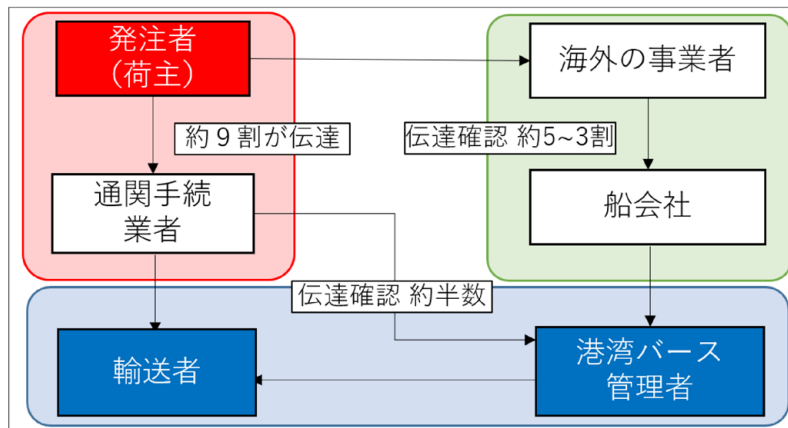 発注者
（荷主）
海外の事業者
約９割が伝達
伝達確認 約5~3割
通関手続
業者
船会社
伝達確認 約半数
輸送者
港湾バース
管理者